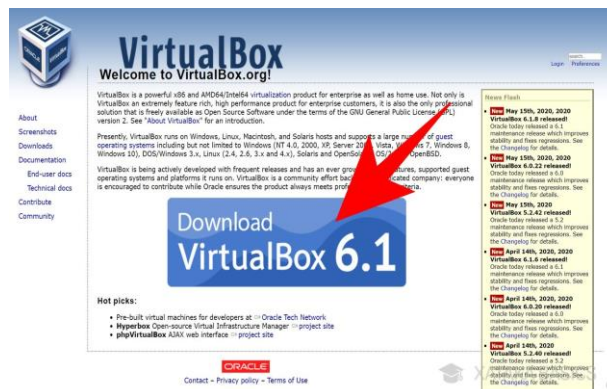 VirtualBox
Welcome to VirtualBox.org!
search...
Login Preferences
VirtualBox is a powerful x86 and AMD64/Intel64 virtualization product for enterprise as well as home use. Not only is
VirtualBox an extremely feature rich, high performance product for enterprise customers, it is also the only professional
solution that is freely available as Open Source Software under the terms of the GNU General Public License (GPL)
version 2. See "About VirtualBox" for an introduction.
Presently, VirtualBox runs on Windows, Linux, Macintosh, and Solaris hosts and supports a large number of guest
operating systems including but not limited to Windows (NT 4.0, 2000, XP, Server 20 Vista, Windows 7, Windows 8,
Windows 10), DOS/Windows 3.x, Linux (2.4, 2.6, 3.x and 4.x), Solaris and OpenSol OS/ OpenBSD.
VirtualBox is being actively developed with frequent releases and has an ever grow tures, supported guest
operating systems and platforms it runs on. VirtualBox is a community effort back icated company: everyone
is encouraged to contribute while Oracle ensures the product always meets prof teria.
About
Screenshots
Downloads
Documentation
End-user docs
Technical docs
Contribute
Community
Download
VirtualBox 6.1
Hot picks:
Pre-built virtual machines for developers at Oracle Tech Network
Hyperbox Open-source Virtual Infrastructure Manager project site
phpVirtualBox AJAX web interface project site
News Flash
New May 15th, 2020, 2020
VirtualBox 6.1.8 released!
Oracle today released a 6.1
maintenance release which improves
stability and fixes regressions. See
the Changelog for details.
New May 15th, 2020, 2020
VirtualBox 6.0.22 released!
Oracle today released a 6.0
maintenance release which improves
stability and fixes regressions. See
the Changelog for details.
New May 15th, 2020
VirtualBox 5.2.42 released!
Oracle today released a 5.2
maintenance release which improves
stability and fixes regressions. See
the Changelog for details.
New April 14th, 2020, 2020
VirtualBox 6.1.6 released!
Oracle today released a 6.1
maintenance release which improves
stability and fixes regressions. See
the Changelog for details.
New April 14th, 2020, 2020
VirtualBox 6.0.20 released!
Oracle today released a 6.0
maintenance release which improves
stability and fixes regressions. See
the Changelog for details.
New April 14th, 2020
VirtualBox 5.2.40 released!
Oracle today released a 5.2
maintenance release which improves
stability and fixes regressions. See
the Changelog for details.
ORACLE
Contact – Privacy policy – Terms of Use